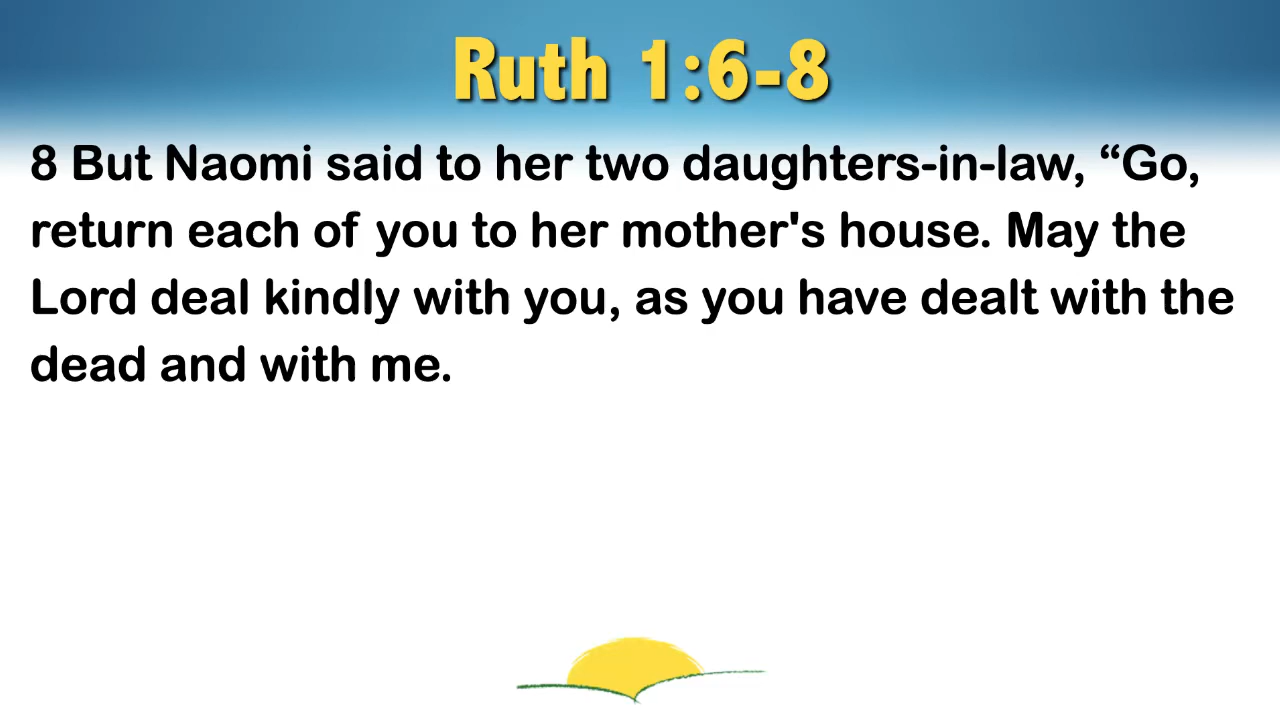 Ruth 1:6-8
8 But Naomi said to her two daughters-in-law, “Go,
return each of you to her mother's house. May the
Lord deal kindly with you, as you have dealt with the
dead and with me.